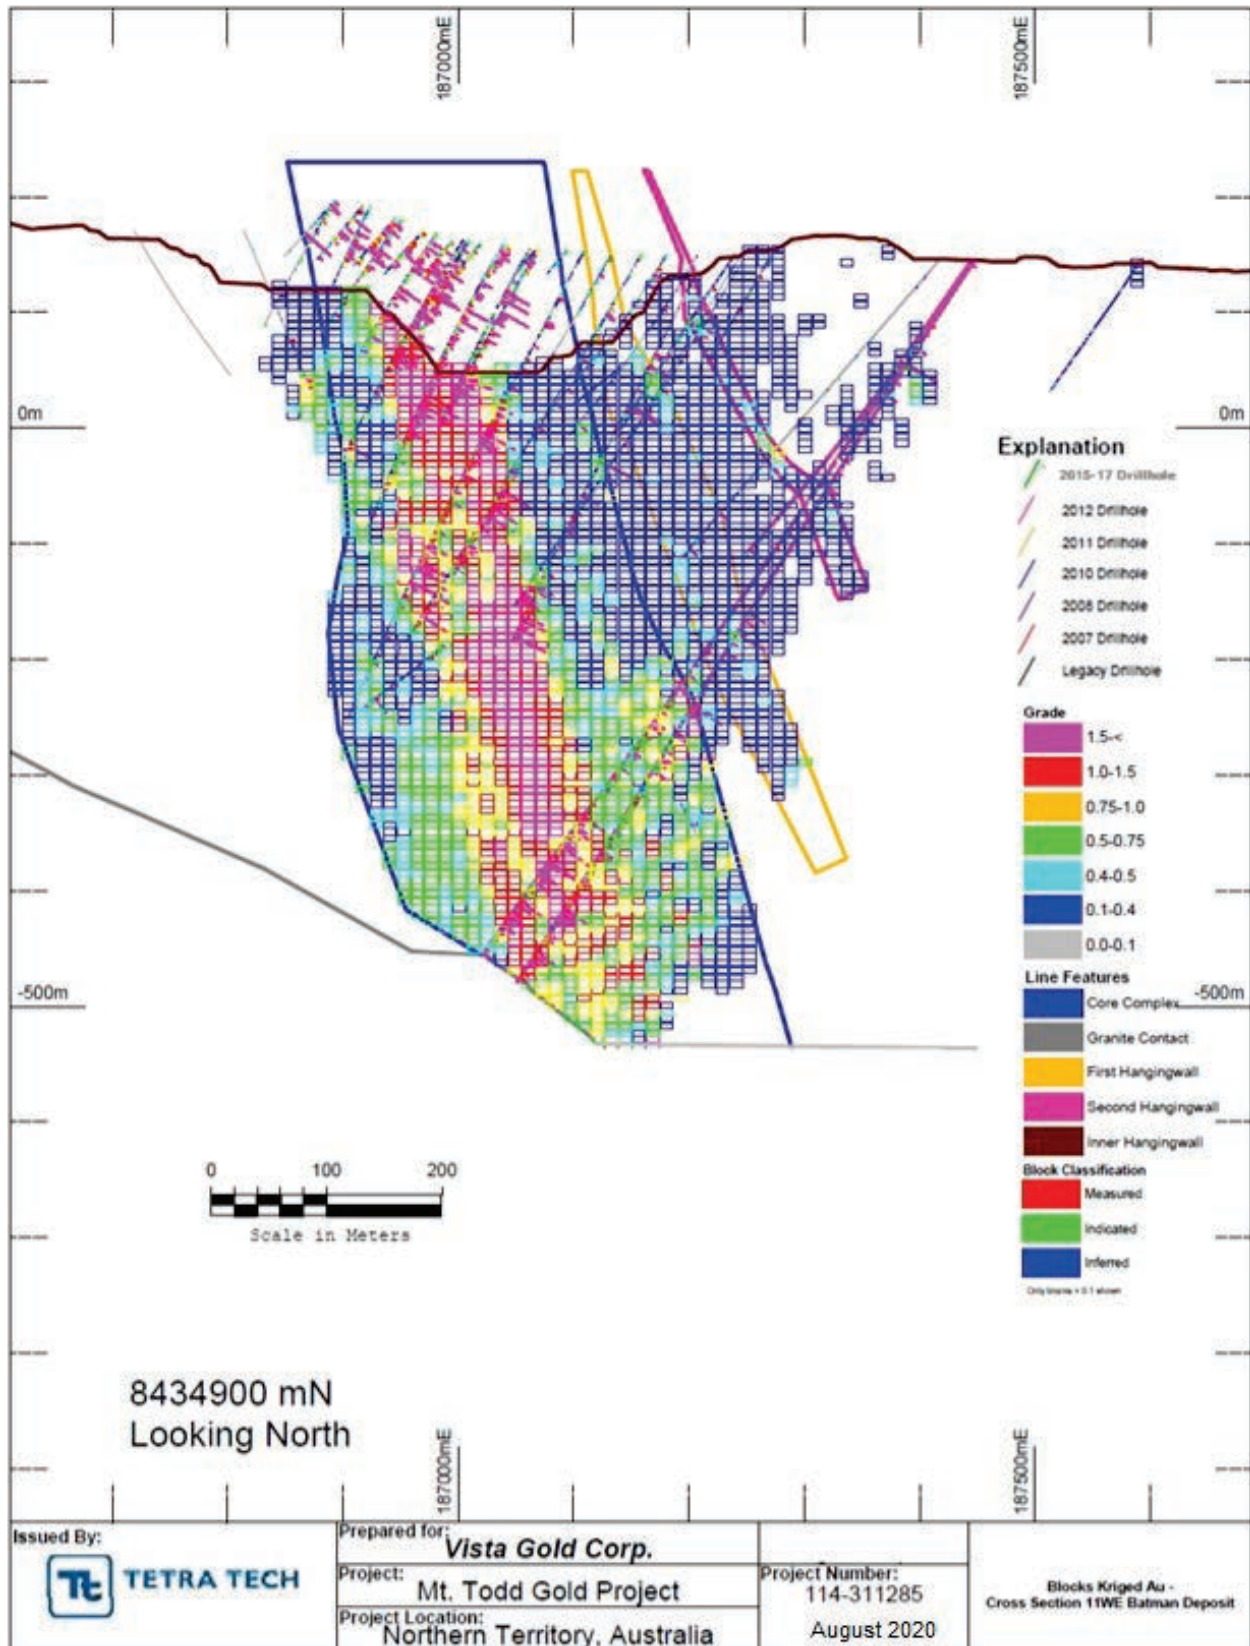 187000mE
187500mE
0m
0m
Explanation
2015-17 Drillhole
2012 Drillhole
2011 Drillhole
2010 Drillhole
2008 Drillhole
2007 Drillhole
Legacy Drillhole
Grade
1.5-<
1.0-1.5
0.75-1.0
0.5-0.75
0.4-0.5
0.1-0.4
0.0-0.1
Line Features
-500m
-500m
Core Complex
Granite Contact
First Hangingwall
Second Hangingwall
Inner Hangingwall
Block Classification
Measured
Indicated
Inferred
0 100 200
Scale in Meters
8434900 mN
Looking North
187000mE
187500mE
Issued By:
Tt TETRA TECH
Prepared for:
Vista Gold Corp.
Project:
Mt. Todd Gold Project
Project Location:
Northern Territory, Australia
Project Number:
114-311285
August 2020
Blocks Kriged Au -
Cross Section 11WE Batman Deposit